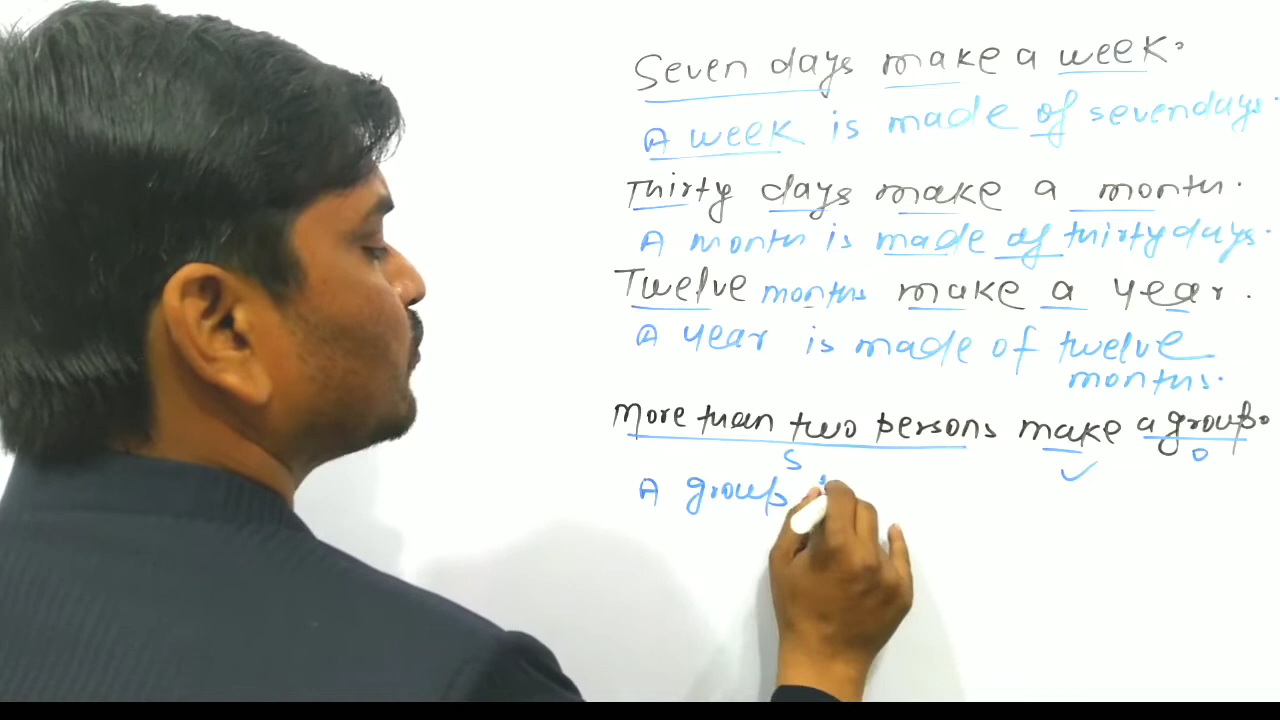 Seven days make a week.
A week is made of seven days.
Thirty days make a month.
A month is made of thirty days.
Twelve months make a year.
A year is made of twelve
months.
More than two persons make a group.
S O
A group